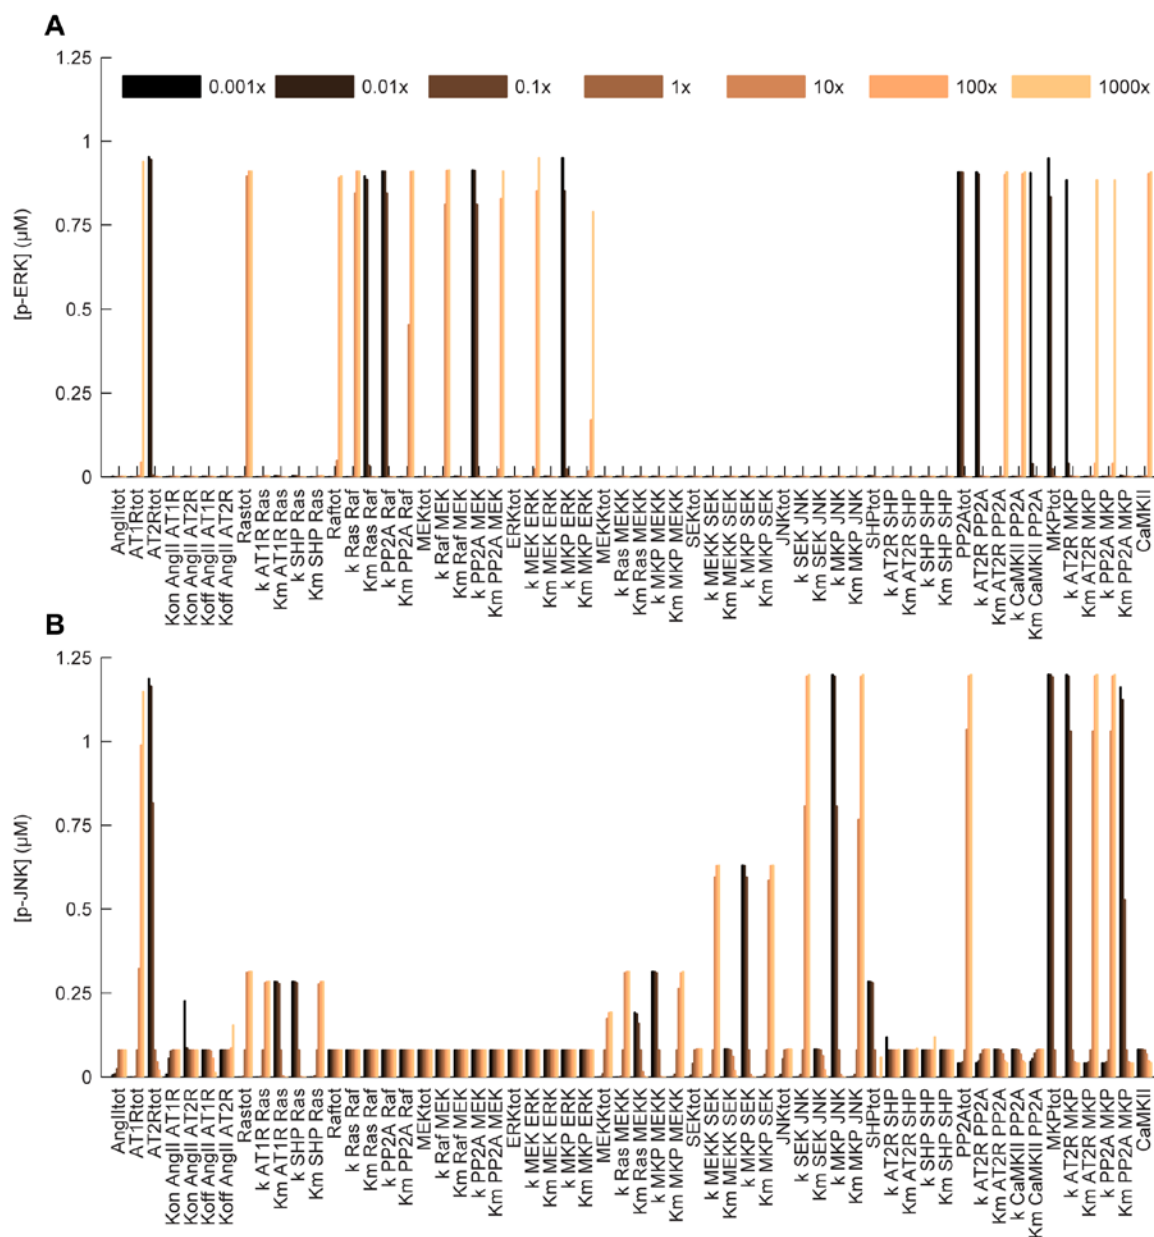 A
1.25
0.001x 0.01x 0.1x 1x 10x 100x 1000x
1
0.75
0.5
0.25
0
[p-ERK] (µM)
AngIItot
AT1Rtot
AT2Rtot
Kon AngII AT1R
Kon AngII AT2R
Koff AngII AT1R
Koff AngII AT2R
Rastot
k AT1R Ras
Km AT1R Ras
k SHP Ras
Km SHP Ras
Raftot
k Ras Raf
Km Ras Raf
k PP2A Raf
Km PP2A Raf
MEKtot
k Raf MEK
Km Raf MEK
k PP2A MEK
Km PP2A MEK
ERKtot
k MEK ERK
Km MEK ERK
k MKP ERK
Km MKP ERK
MEKKtot
k Ras MEKK
Km Ras MEKK
k MKP MEKK
Km MKP MEKK
SEKtot
k MEKK SEK
Km MEKK SEK
k MKP SEK
Km MKP SEK
JNKtot
k SEK JNK
Km SEK JNK
k MKP JNK
Km MKP JNK
SHPtot
k AT2R SHP
Km AT2R SHP
k SHP SHP
Km SHP SHP
PP2Atot
k AT2R PP2A
Km AT2R PP2A
k CaMKII PP2A
Km CaMKII PP2A
MKPtot
k AT2R MKP
Km AT2R MKP
k PP2A MKP
Km PP2A MKP
CaMKII
B
1.25
1
0.75
0.5
0.25
0
[p-JNK] (µM)
AngIItot
AT1Rtot
AT2Rtot
Kon AngII AT1R
Kon AngII AT2R
Koff AngII AT1R
Koff AngII AT2R
Rastot
k AT1R Ras
Km AT1R Ras
k SHP Ras
Km SHP Ras
Raftot
k Ras Raf
Km Ras Raf
k PP2A Raf
Km PP2A Raf
MEKtot
k Raf MEK
Km Raf MEK
k PP2A MEK
Km PP2A MEK
ERKtot
k MEK ERK
Km MEK ERK
k MKP ERK
Km MKP ERK
MEKKtot
k Ras MEKK
Km Ras MEKK
k MKP MEKK
Km MKP MEKK
SEKtot
k MEKK SEK
Km MEKK SEK
k MKP SEK
Km MKP SEK
JNKtot
k SEK JNK
Km SEK JNK
k MKP JNK
Km MKP JNK
SHPtot
k AT2R SHP
Km AT2R SHP
k SHP SHP
Km SHP SHP
PP2Atot
k AT2R PP2A
Km AT2R PP2A
k CaMKII PP2A
Km CaMKII PP2A
MKPtot
k AT2R MKP
Km AT2R MKP
k PP2A MKP
Km PP2A MKP
CaMKII